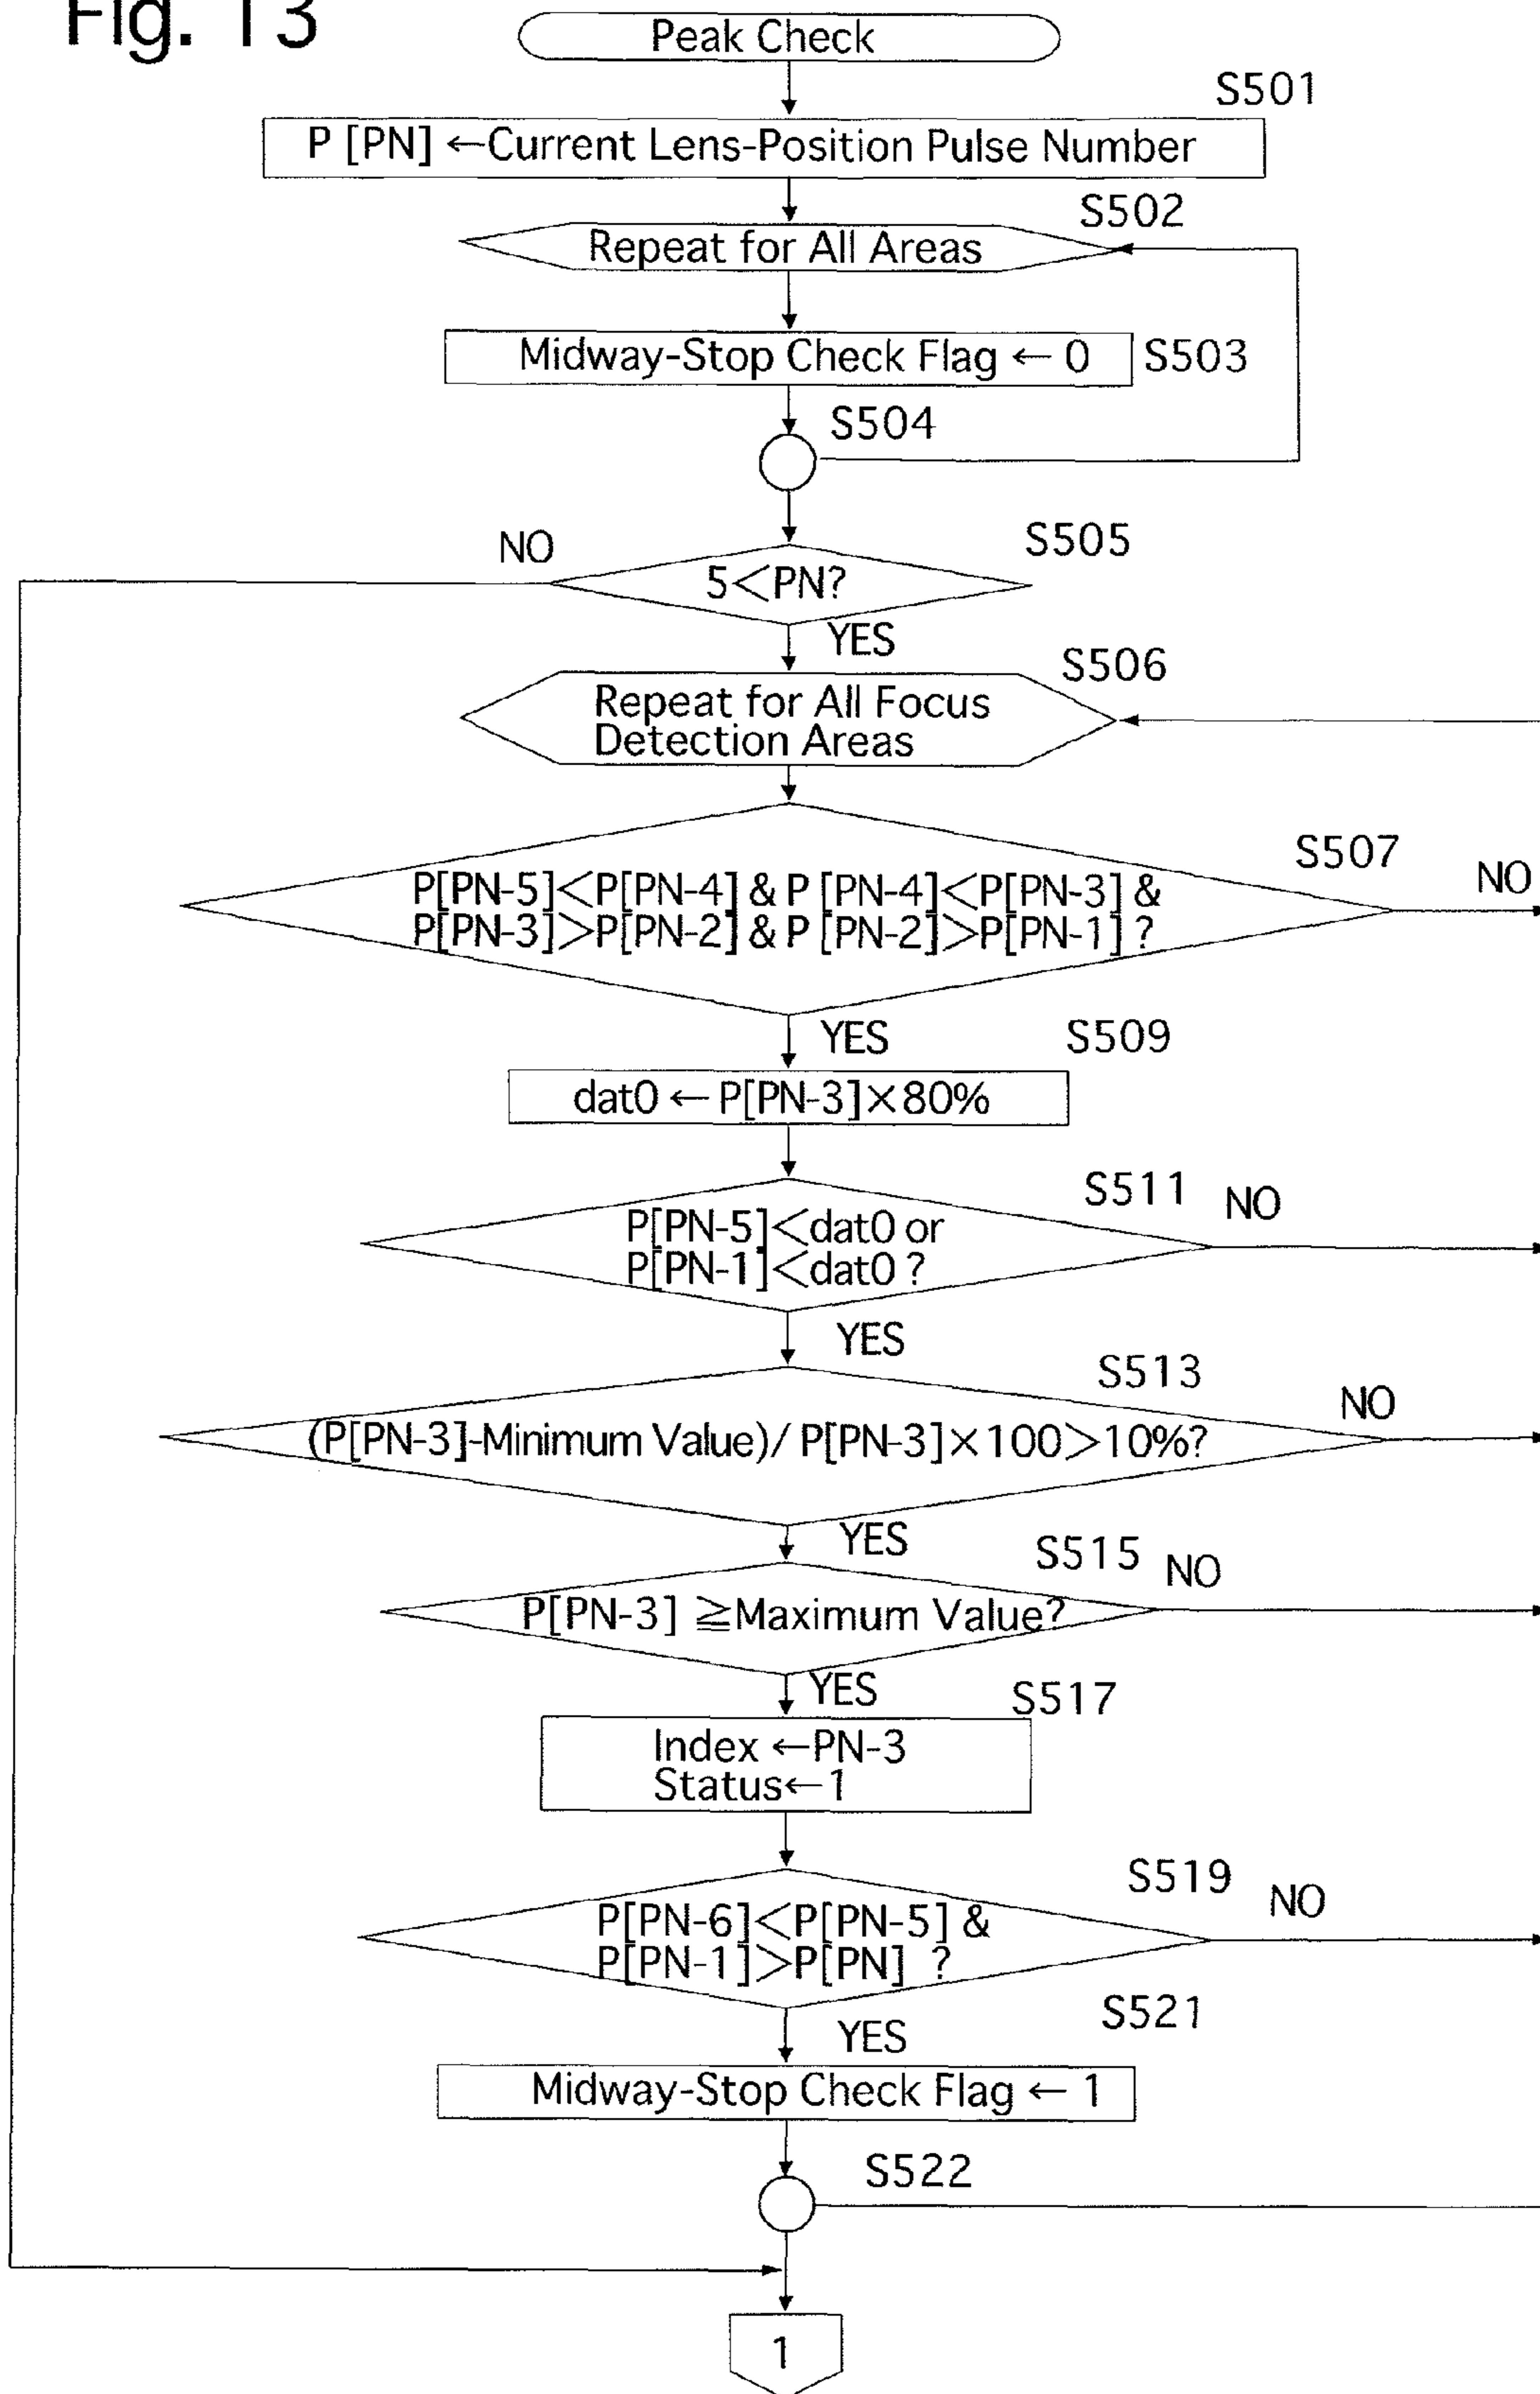 Fig. 13
Peak Check
S501
P [PN] ←Current Lens-Position Pulse Number
S502
Repeat for All Areas
Midway-Stop Check Flag ← 0
S503
S504
NO
S505
5<PN?
YES
S506
Repeat for All Focus
Detection Areas
S507
NO
P[PN-5]<P[PN-4] & P [PN-4]<P[PN-3] &
P[PN-3]>P[PN-2] & P [PN-2]>P[PN-1] ?
YES
S509
dat0 ← P[PN-3]×80%
S511
NO
P[PN-5]<dat0 or
P[PN-1]<dat0 ?
YES
S513
NO
(P[PN-3]-Minimum Value)/ P[PN-3]×100>10%?
YES
S515
NO
P[PN-3] ≧Maximum Value?
YES
S517
Index ←PN-3
Status←1
S519
NO
P[PN-6]<P[PN-5] &
P[PN-1]>P[PN] ?
S521
YES
Midway-Stop Check Flag ← 1
S522
1